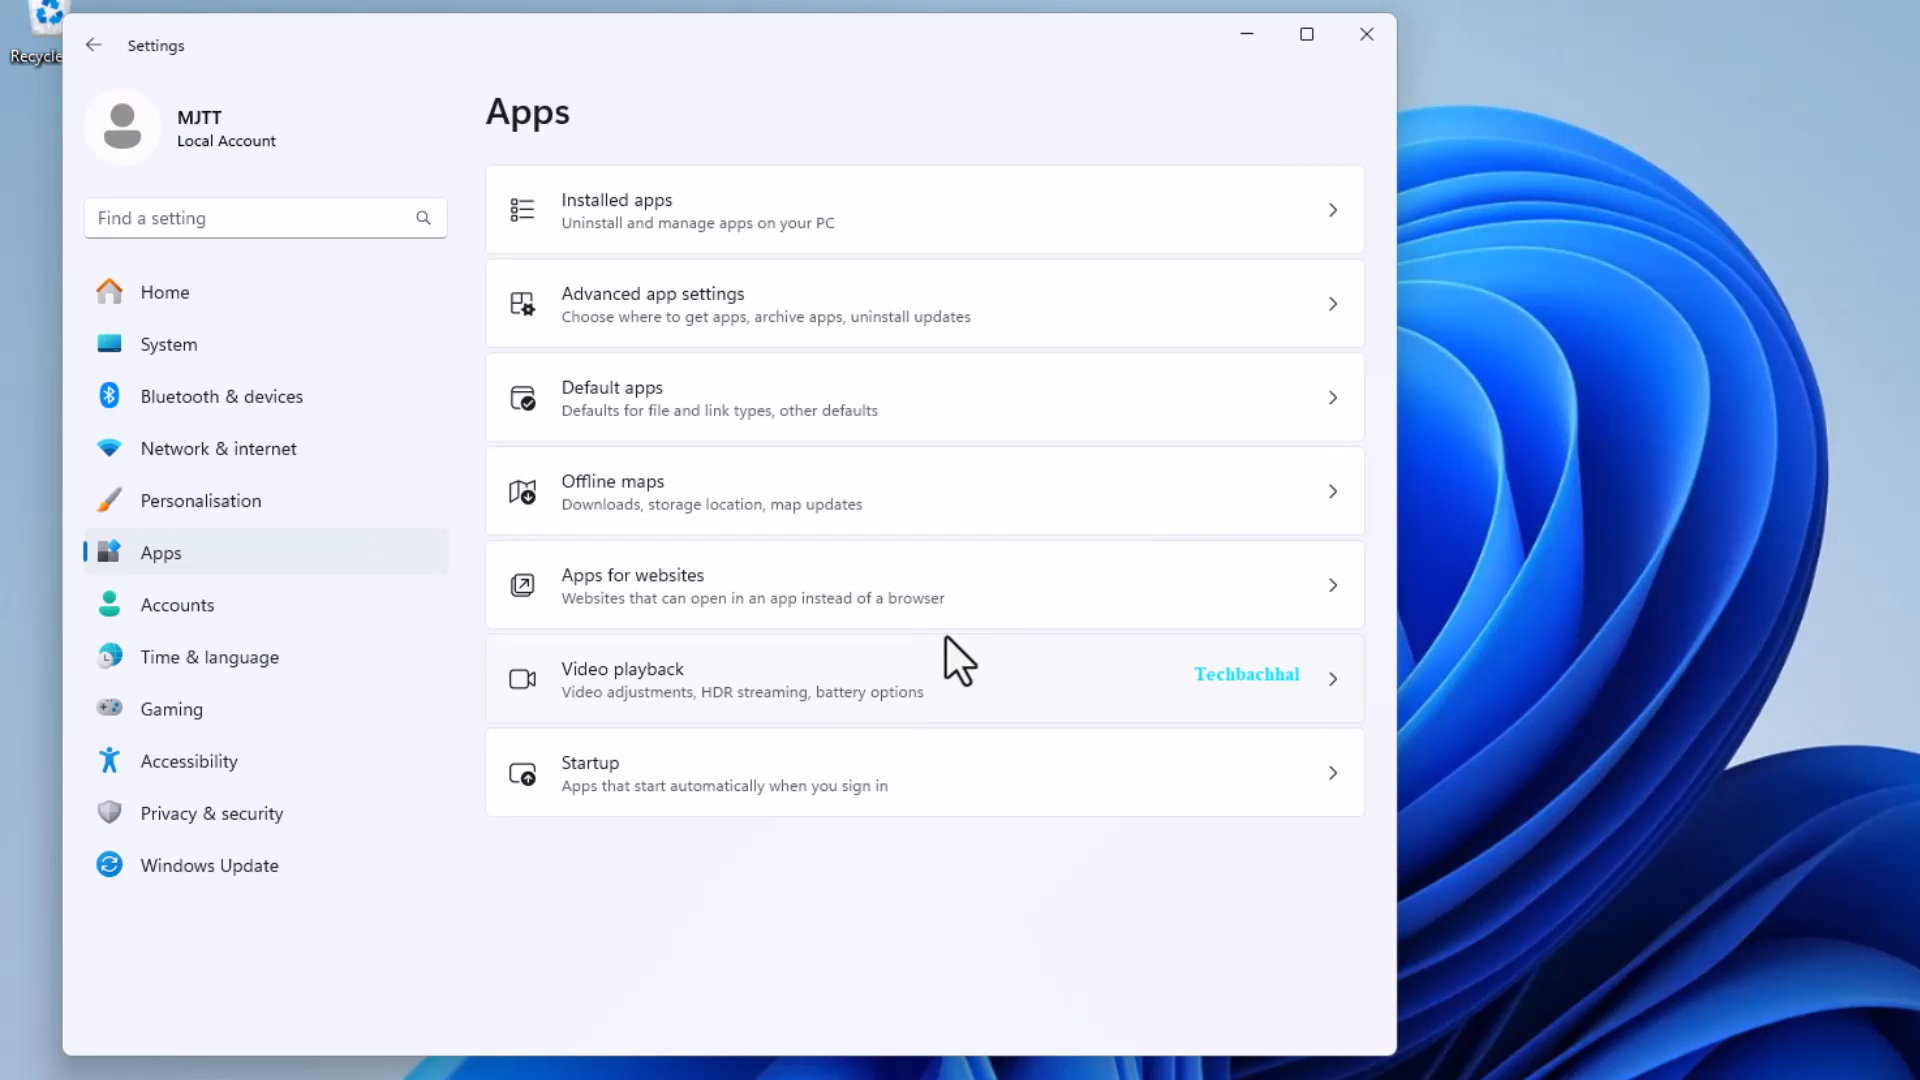 Recycle
Settings
MJTT
Local Account
Find a setting
Home
System
Bluetooth & devices
Network & internet
Personalisation
Apps
Accounts
Time & language
Gaming
Accessibility
Privacy & security
Windows Update
Apps
Installed apps
Uninstall and manage apps on your PC
Advanced app settings
Choose where to get apps, archive apps, uninstall updates
Default apps
Defaults for file and link types, other defaults
Offline maps
Downloads, storage location, map updates
Apps for websites
Websites that can open in an app instead of a browser
Video playback
Video adjustments, HDR streaming, battery options
Techbachhal
Startup
Apps that start automatically when you sign in